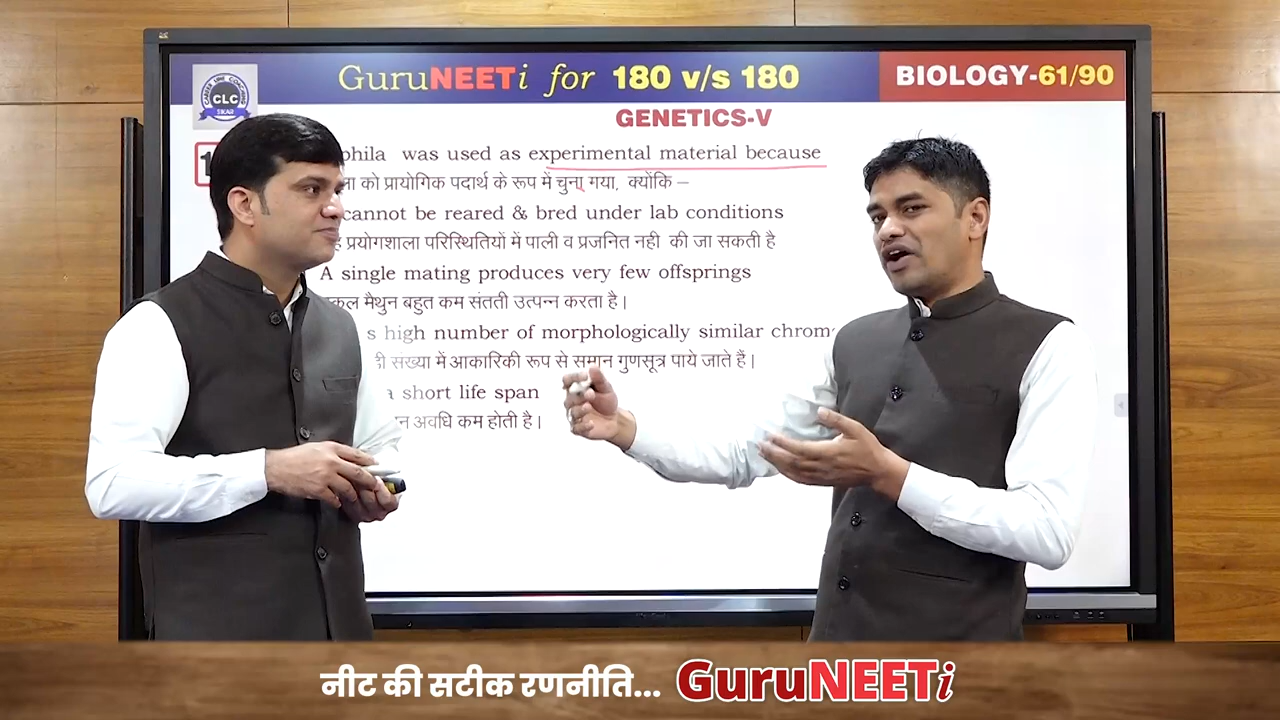 GuruNEETi for 180 v/s 180
BIOLOGY-61/90
CLC
SIKAR
GENETICS-V
was used as experimental material because
को प्रायोगिक पदार्थ के रूप में चुना गया, क्योंकि –
cannot be reared & bred under lab conditions
प्रयोगशाला परिस्थितियों में पाली व प्रजनित नही की जा सकती है
A single mating produces very few offsprings
मैथुन बहुत कम संतती उत्पन्न करता है।
high number of morphologically similar
संख्या में आकारिकी रूप से समान गुणसूत्र पाये जाते हैं।
a short life span
अवधि कम होती है।
नीट की सटीक रणनीति... GuruNEETi